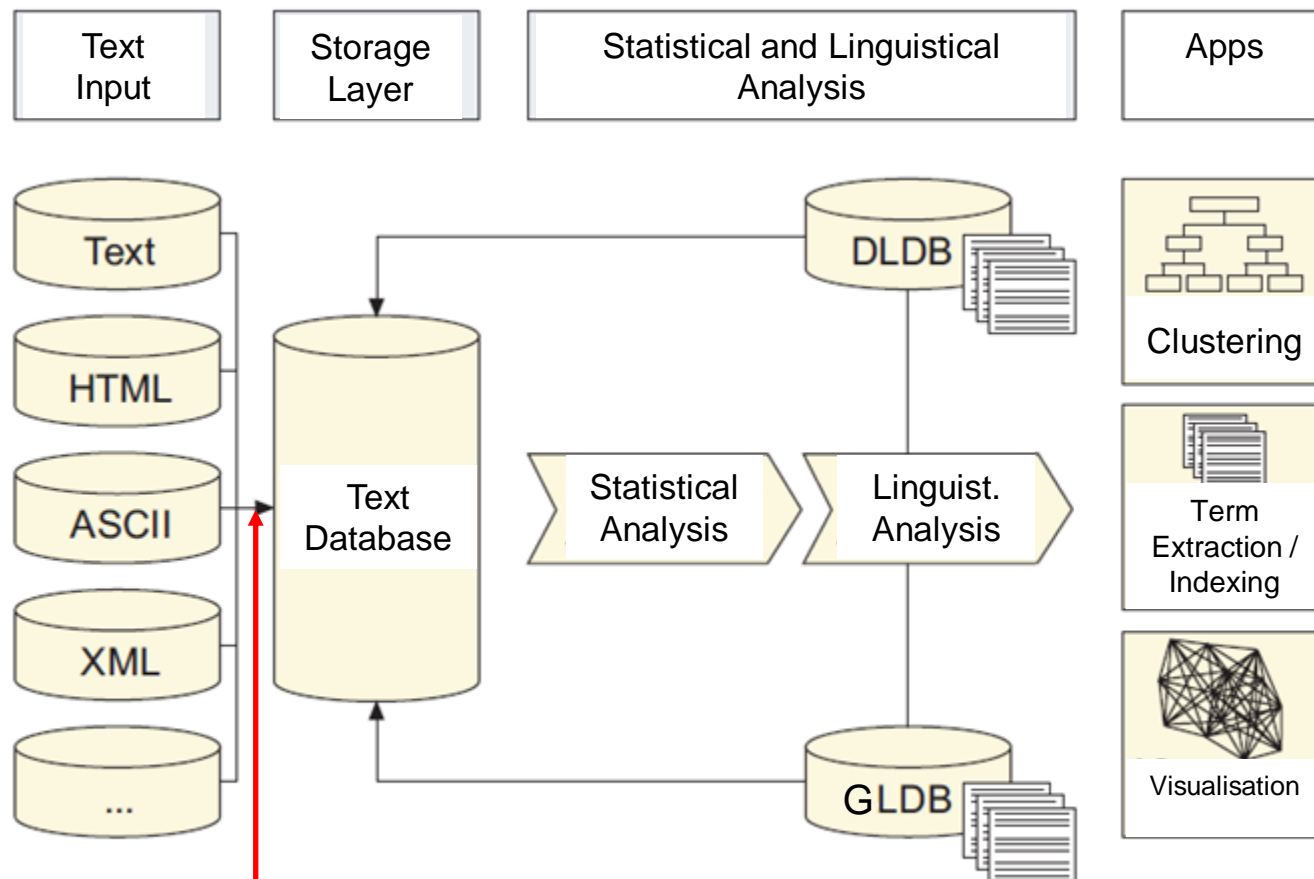 Text
Input
Storage
Layer
Statistical and Linguistical
Analysis
Apps
Text
HTML
ASCII
XML
...
Text
Database
DLDB
Statistical
Analysis
Linguist.
Analysis
GLDB
Clustering
Term
Extraction /
Indexing
Visualisation